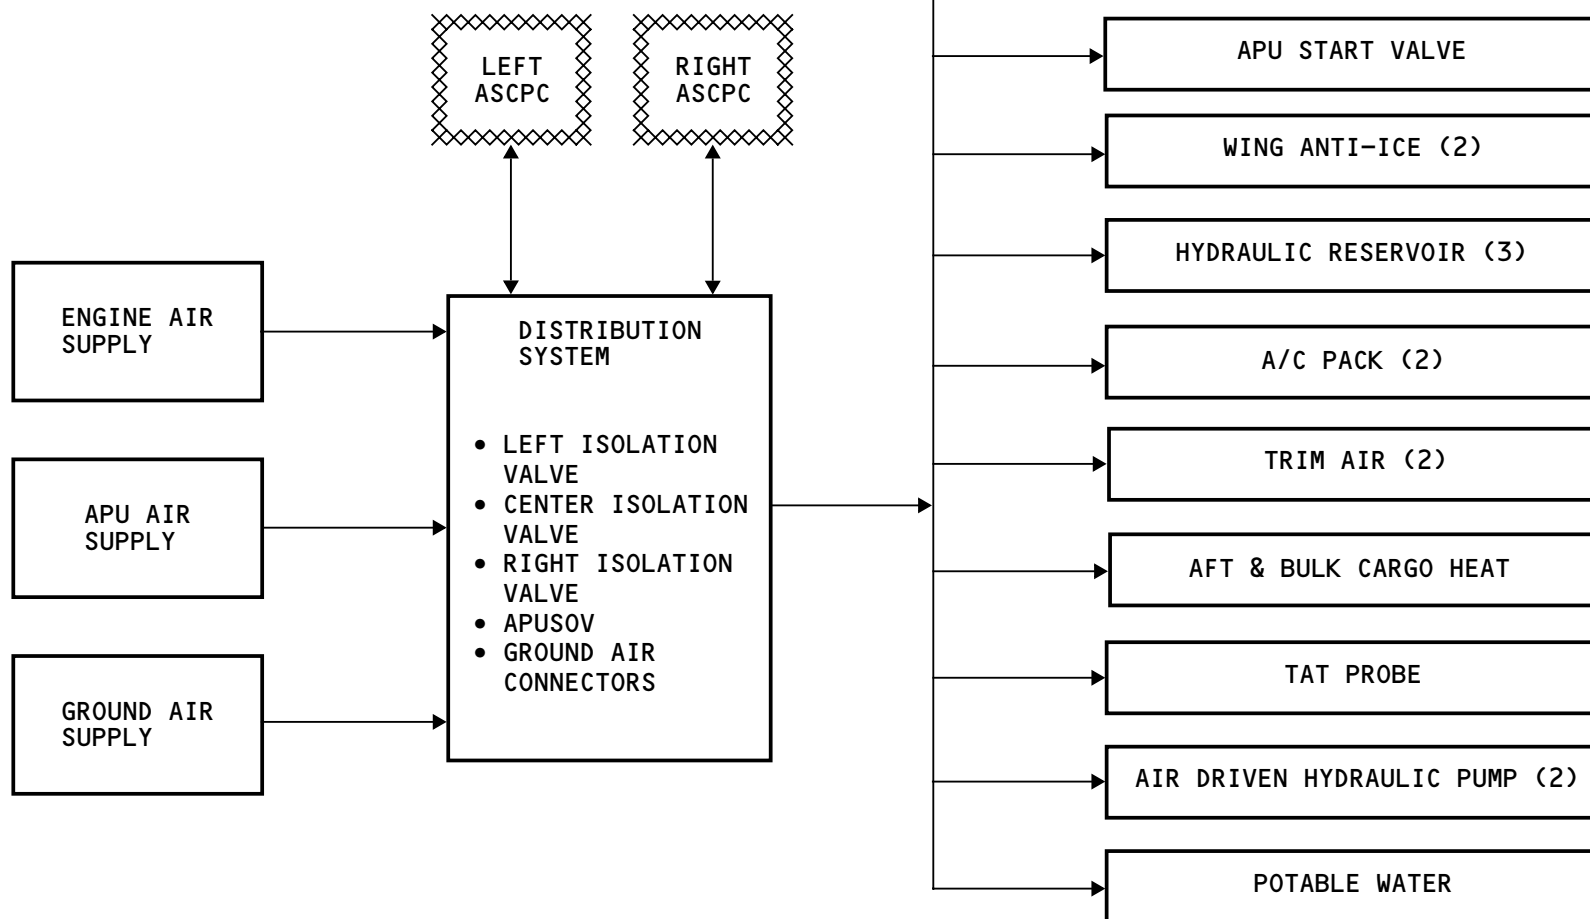 LEFT
ASCPC
RIGHT
ASCPC
ENGINE AIR
SUPPLY
APU AIR
SUPPLY
GROUND AIR
SUPPLY
DISTRIBUTION
SYSTEM
• LEFT ISOLATION
VALVE
• CENTER ISOLATION
VALVE
• RIGHT ISOLATION
VALVE
• APUSOV
• GROUND AIR
CONNECTORS
APU START VALVE
WING ANTI-ICE (2)
HYDRAULIC RESERVOIR (3)
A/C PACK (2)
TRIM AIR (2)
AFT & BULK CARGO HEAT
TAT PROBE
AIR DRIVEN HYDRAULIC PUMP (2)
POTABLE WATER